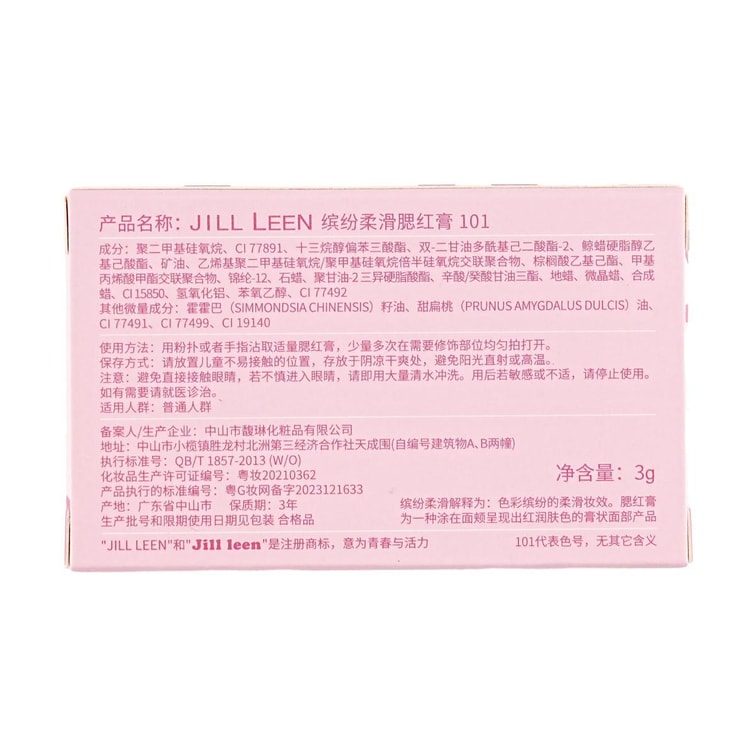 产品名称：JILL LEEN 缤纷柔滑腮红膏 101
成分：聚二甲基硅氧烷、CI 77891、十三烷醇偏苯三酸酯、双-二甘油多酰基己二酸酯-2、鲸蜡硬脂醇乙
基己酸酯、矿油、乙烯基聚二甲基硅氧烷/聚甲基硅氧烷倍半硅氧烷交联聚合物、棕榈酸乙基己酯、甲基
丙烯酸甲酯交联聚合物、锦纶-12、石蜡、聚甘油-2 三异硬脂酸酯、辛酸/癸酸甘油三酯、地蜡、微晶蜡、合成
蜡、CI 15850、氢氧化铝、苯氧乙醇、CI 77492
其他微量成分：霍霍巴（SIMMONDSIA CHINENSIS）籽油、甜扁桃（PRUNUS AMYGDALUS DULCIS）油、
CI 77491、CI 77499、CI 19140
使用方法：用粉扑或者手指沾取适量腮红膏，少量多次在需要修饰部位均匀拍打开。
保存方式：请放置儿童不易接触的位置，存放于阴凉干爽处，避免阳光直射或高温。
注意：避免直接接触眼睛，若不慎进入眼睛，请即用大量清水冲洗。用后若敏感或不适，请停止使用。
如有需要请就医诊治。
适用人群：普通人群
备案人/生产企业：中山市馥琳化粧品有限公司
地址：中山市小榄镇胜龙村北洲第三经济合作社天成围(自编号建筑物A、B两幢)
执行标准号：QB/T 1857-2013 (W/O)
化妆品生产许可证编号：粤妆20210362
产品执行的标准编号：粤G妆网备字2023121633
产地：广东省中山市 保质期：3年
生产批号和限期使用日期见包装 合格品
净含量：3g
缤纷柔滑解释为：色彩缤纷的柔滑妆效。腮红膏
为一种涂在面颊呈现出红润肤色的膏状面部产品
"JILL LEEN"和"Jill leen"是注册商标，意为青春与活力
101代表色号，无其它含义